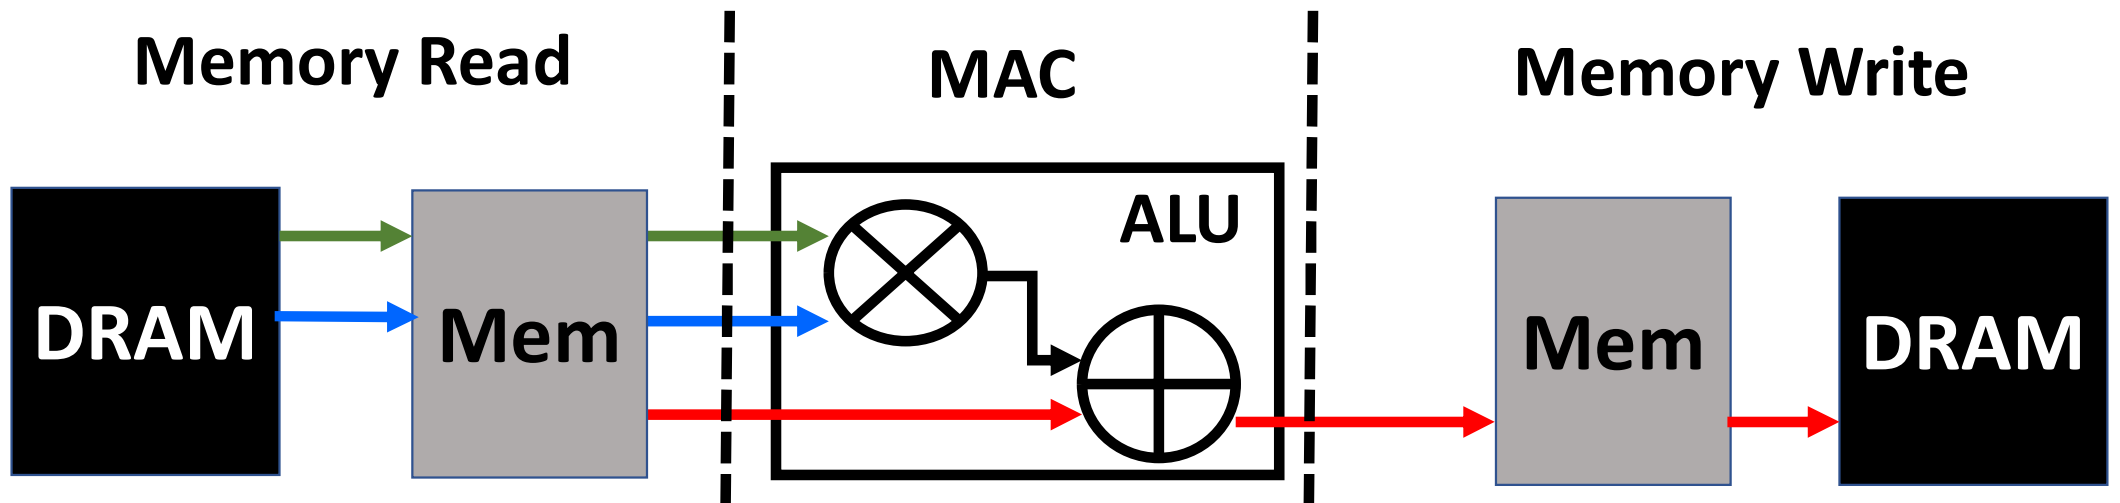 Memory Read
MAC
Memory Write
ALU
DRAM
Mem
Mem
DRAM